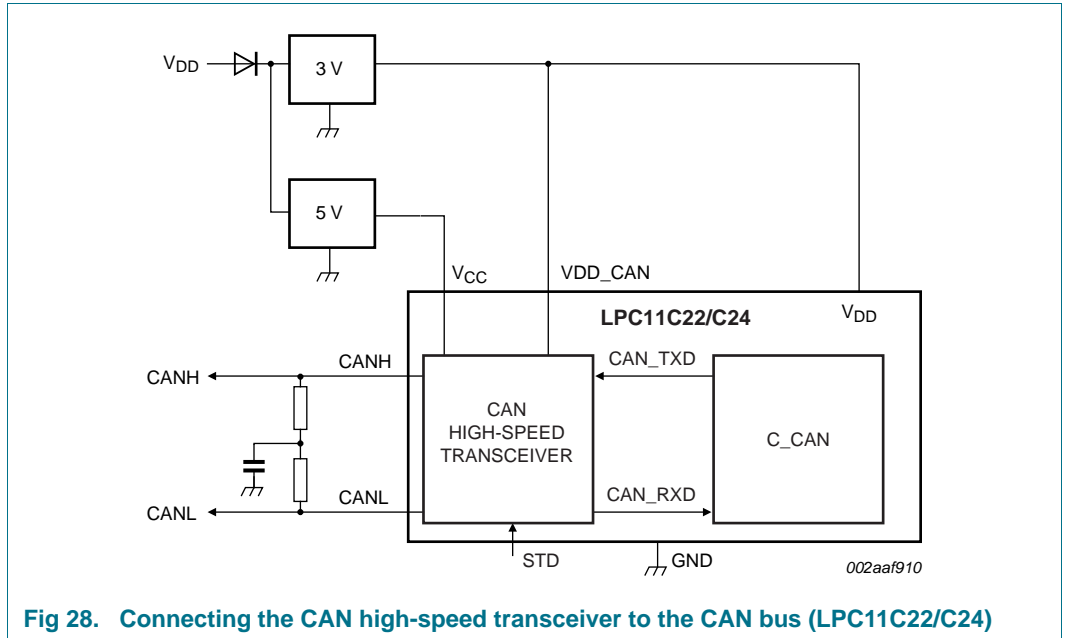 VDD
3 V
5 V
VCC
VDD_CAN
VDD
LPC11C22/C24
CANH
CANH
CAN_TXD
CAN
HIGH-SPEED
TRANSCEIVER
C_CAN
CANL
CANL
CAN_RXD
STD
GND
002aaf910
Fig 28. Connecting the CAN high-speed transceiver to the CAN bus (LPC11C22/C24)